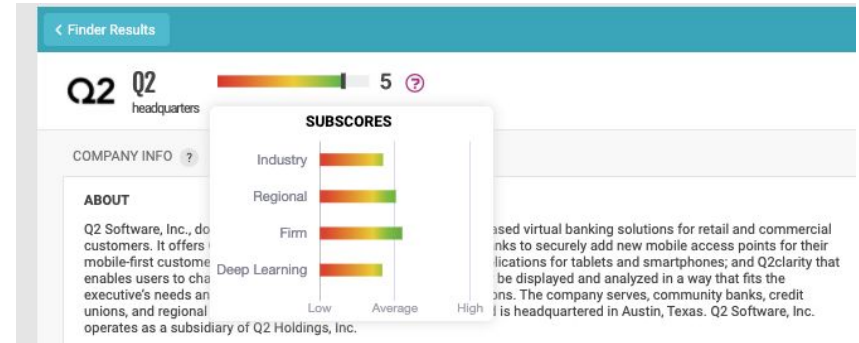 < Finder Results
Q2 Q2 5 ?
headquarters
SUBSCORES
COMPANY INFO ?
Industry
Regional
Firm
Deep Learning
Low Average High
ABOUT
Q2 Software, Inc., do ased virtual banking solutions for retail and commercial
customers. It offers nks to securely add new mobile access points for their
mobile-first custome lications for tablets and smartphones; and Q2clarity that
enables users to cha be displayed and analyzed in a way that fits the
executive's needs an ons. The company serves, community banks, credit
unions, and regional is headquartered in Austin, Texas. Q2 Software, Inc.
operates as a subsidiary of Q2 Holdings, Inc.